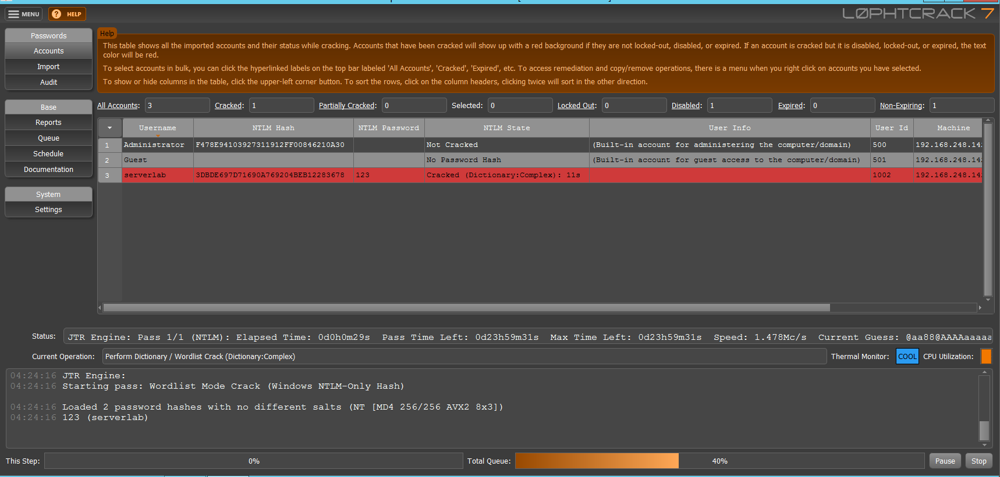 MENU
? HELP
LØPHTCRACK 7
Passwords
Accounts
Import
Audit
Base
Reports
Queue
Schedule
Documentation
System
Settings
Help
This table shows all the imported accounts and their status while cracking. Accounts that have been cracked will show up with a red background if they are not locked-out, disabled, or expired. If an account is cracked but it is disabled, locked-out, or expired, the text
color will be red.
To select accounts in bulk, you can click the hyperlinked labels on the top bar labeled 'All Accounts', 'Cracked', 'Expired', etc. To access remediation and copy/remove operations, there is a menu when you right click on accounts you have selected.
To show or hide columns in the table, click the upper-left corner button. To sort the rows, click on the column headers, clicking twice will sort in the other direction.
All Accounts: 3 Cracked: 1 Partially Cracked: 0 Selected: 0 Locked Out: 0 Disabled: 1 Expired: 0 Non-Expiring: 1
Username NTLM Hash NTLM Password NTLM State User Info User Id Machine
1 Administrator F478E94103927311912FF00846210A30 Not Cracked (Built-in account for administering the computer/domain) 500 192.168.248.14
2 Guest No Password Hash (Built-in account for guest access to the computer/domain) 501 192.168.248.14
3 serverlab 3DBDE697D71690A769204BEB12283678 123 Cracked (Dictionary:Complex): 11s 1002 192.168.248.14
Status: JTR Engine: Pass 1/1 (NTLM): Elapsed Time: 0d0h0m29s Pass Time Left: 0d23h59m31s Max Time Left: 0d23h59m31s Speed: 1.478Mc/s Current Guess: @aa88@AAAAaaaaa
Current Operation: Perform Dictionary / Wordlist Crack (Dictionary:Complex) Thermal Monitor: COOL CPU Utilization:
04:24:16 JTR Engine:
04:24:16 Starting pass: Wordlist Mode Crack (Windows NTLM-Only Hash)
04:24:16 Loaded 2 password hashes with no different salts (NT [MD4 256/256 AVX2 8x3])
04:24:16 123 (serverlab)
This Step: 0% Total Queue: 40% Pause Stop